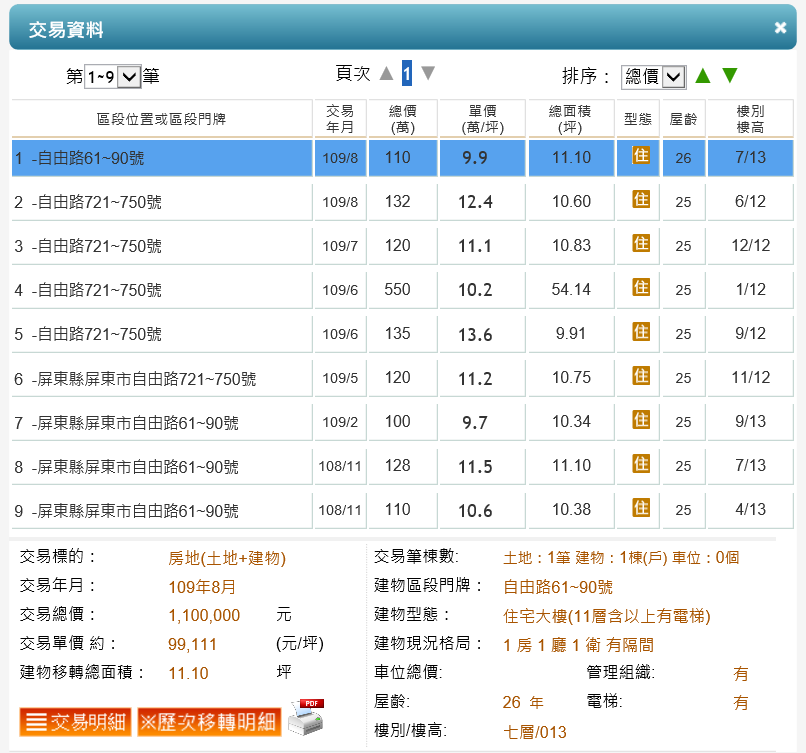 交易資料
第 1~9 筆 頁次 ▲ 1 ▼ 排序： 總價 ▲ ▼
區段位置或區段門牌 交易年月 總價(萬) 單價(萬/坪) 總面積(坪) 型態 屋齡 樓別樓高
1 -自由路61~90號 109/8 110 9.9 11.10 住 26 7/13
2 -自由路721~750號 109/8 132 12.4 10.60 住 25 6/12
3 -自由路721~750號 109/7 120 11.1 10.83 住 25 12/12
4 -自由路721~750號 109/6 550 10.2 54.14 住 25 1/12
5 -自由路721~750號 109/6 135 13.6 9.91 住 25 9/12
6 -屏東縣屏東市自由路721~750號 109/5 120 11.2 10.75 住 25 11/12
7 -屏東縣屏東市自由路61~90號 109/2 100 9.7 10.34 住 25 9/13
8 -屏東縣屏東市自由路61~90號 108/11 128 11.5 11.10 住 25 7/13
9 -屏東縣屏東市自由路61~90號 108/11 110 10.6 10.38 住 25 4/13
交易標的： 房地(土地+建物)
交易年月： 109年8月
交易總價： 1,100,000 元
交易單價 約： 99,111 (元/坪)
建物移轉總面積： 11.10 坪
交易明細 ※歷次移轉明細 PDF
交易筆棟數: 土地：1筆 建物：1棟(戶) 車位：0個
建物區段門牌： 自由路61~90號
建物型態： 住宅大樓(11層含以上有電梯)
建物現況格局： 1 房 1 廳 1 衛 有隔間
車位總價: 管理組織: 有
屋齡: 26 年 電梯: 有
樓別/樓高: 七層/013